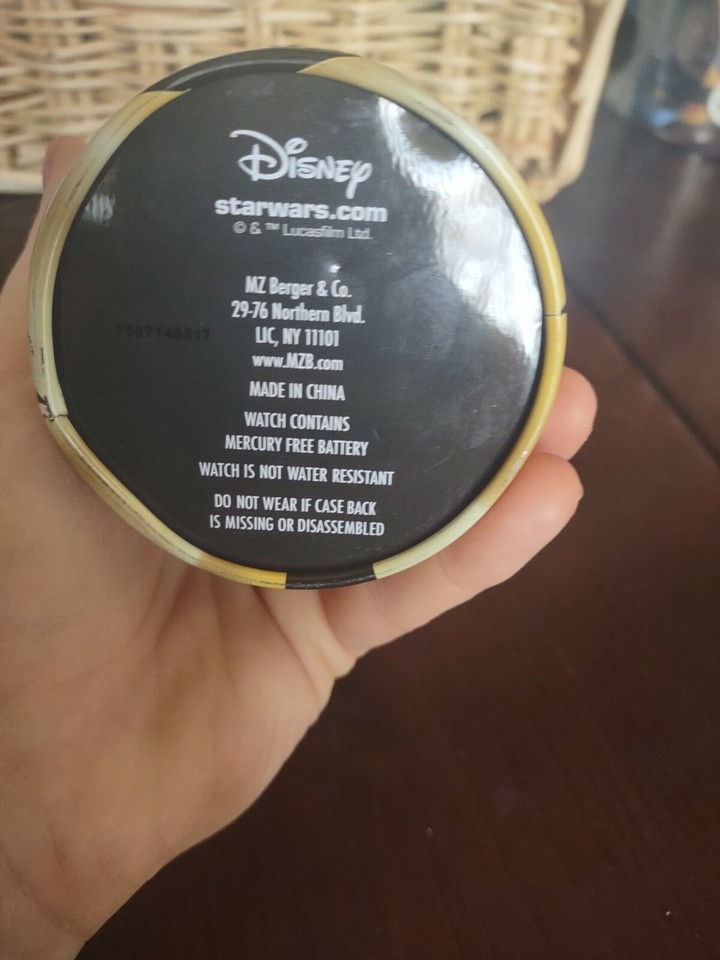 Disney
starwars.com
© & ™ Lucasfilm Ltd.
MZ Berger & Co.
29-76 Northern Blvd.
LIC, NY 11101
www.MZB.com
MADE IN CHINA
WATCH CONTAINS
MERCURY FREE BATTERY
WATCH IS NOT WATER RESISTANT
DO NOT WEAR IF CASE BACK
IS MISSING OR DISASSEMBLED